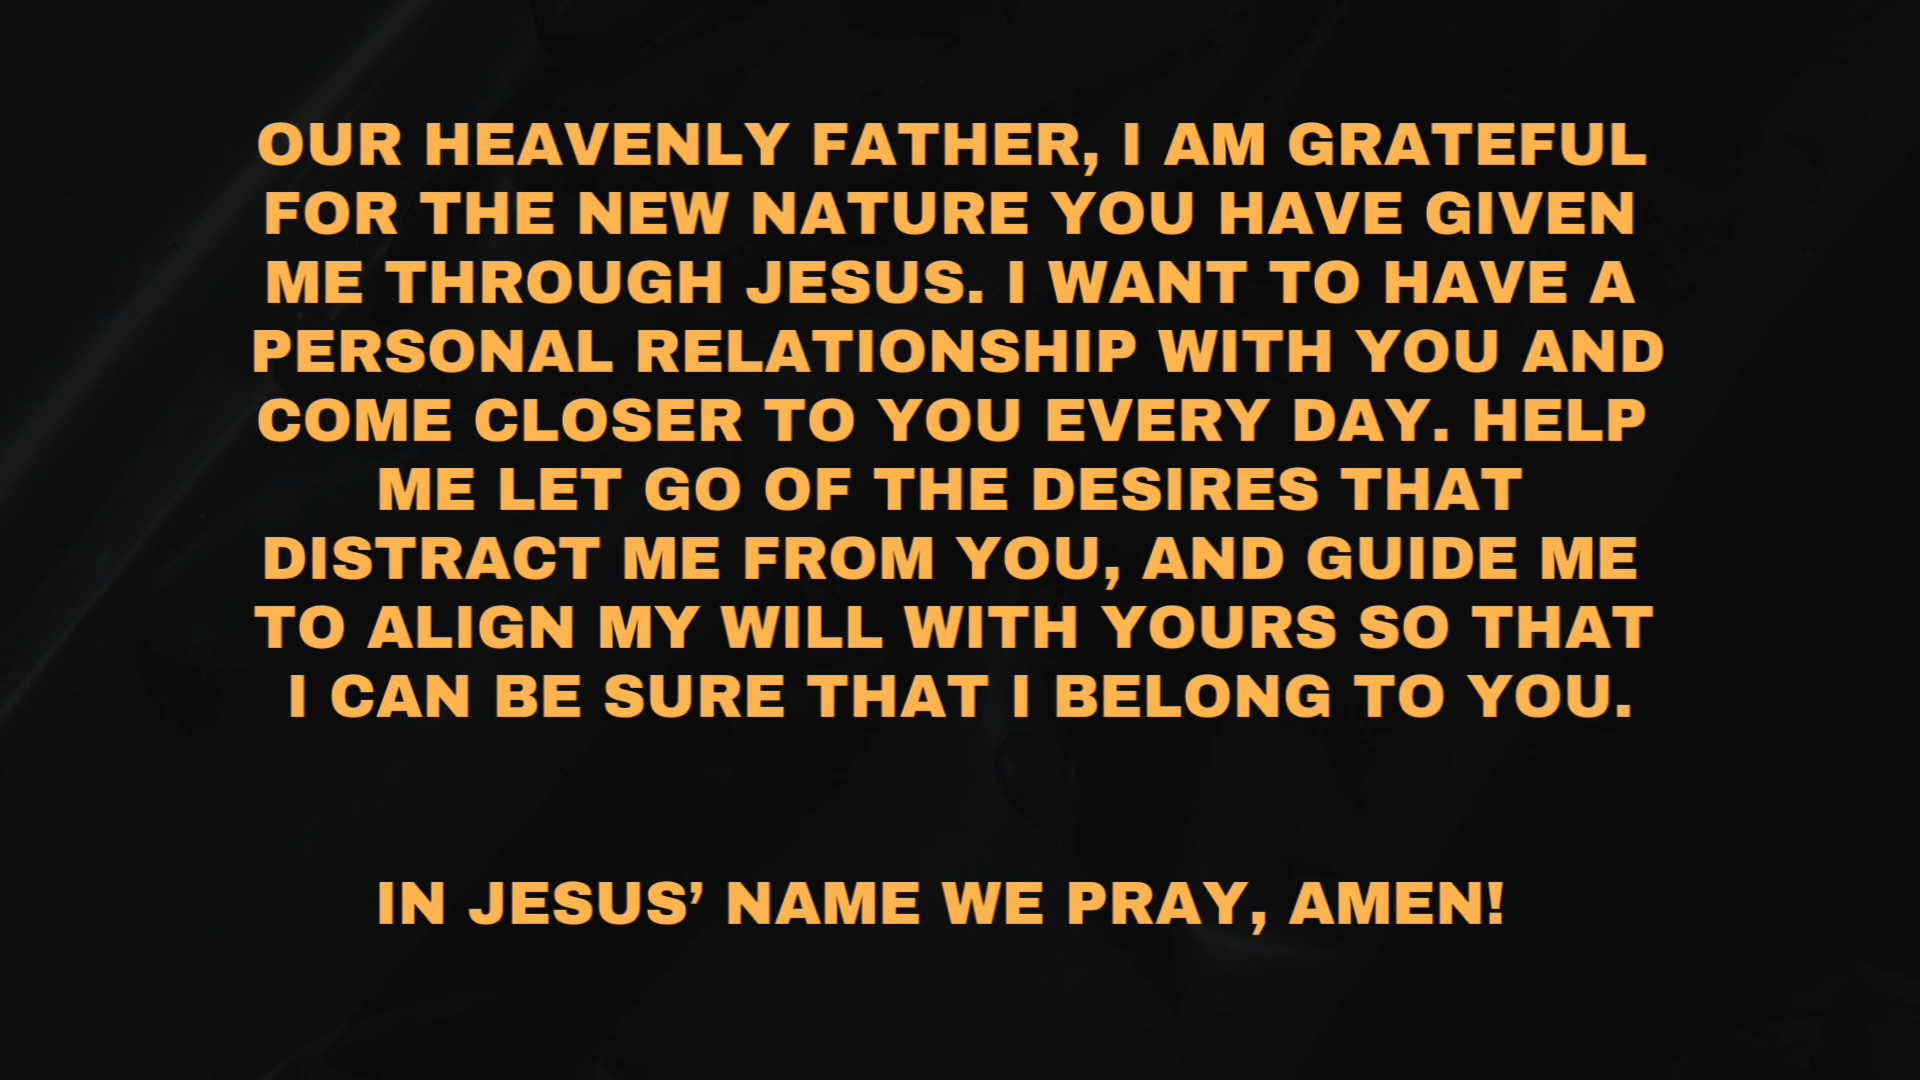 OUR HEAVENLY FATHER, I AM GRATEFUL
FOR THE NEW NATURE YOU HAVE GIVEN
ME THROUGH JESUS. I WANT TO HAVE A
PERSONAL RELATIONSHIP WITH YOU AND
COME CLOSER TO YOU EVERY DAY. HELP
ME LET GO OF THE DESIRES THAT
DISTRACT ME FROM YOU, AND GUIDE ME
TO ALIGN MY WILL WITH YOURS SO THAT
I CAN BE SURE THAT I BELONG TO YOU.
IN JESUS’ NAME WE PRAY, AMEN!